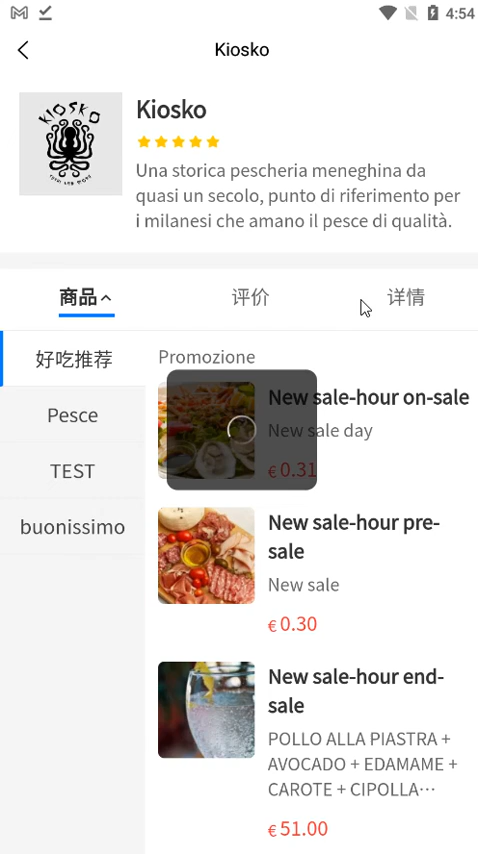 4:54
Kiosko
KIOSKO
Kiosko
Una storica pescheria meneghina da
quasi un secolo, punto di riferimento per
i milanesi che amano il pesce di qualità.
商品
评价
详情
好吃推荐
Pesce
TEST
buonissimo
Promozione
New sale-hour on-sale
New sale day
€ 0.31
New sale-hour pre-
sale
New sale
€ 0.30
New sale-hour end-
sale
POLLO ALLA PIASTRA +
AVOCADO + EDAMAME +
CAROTE + CIPOLLA⋯
€ 51.00